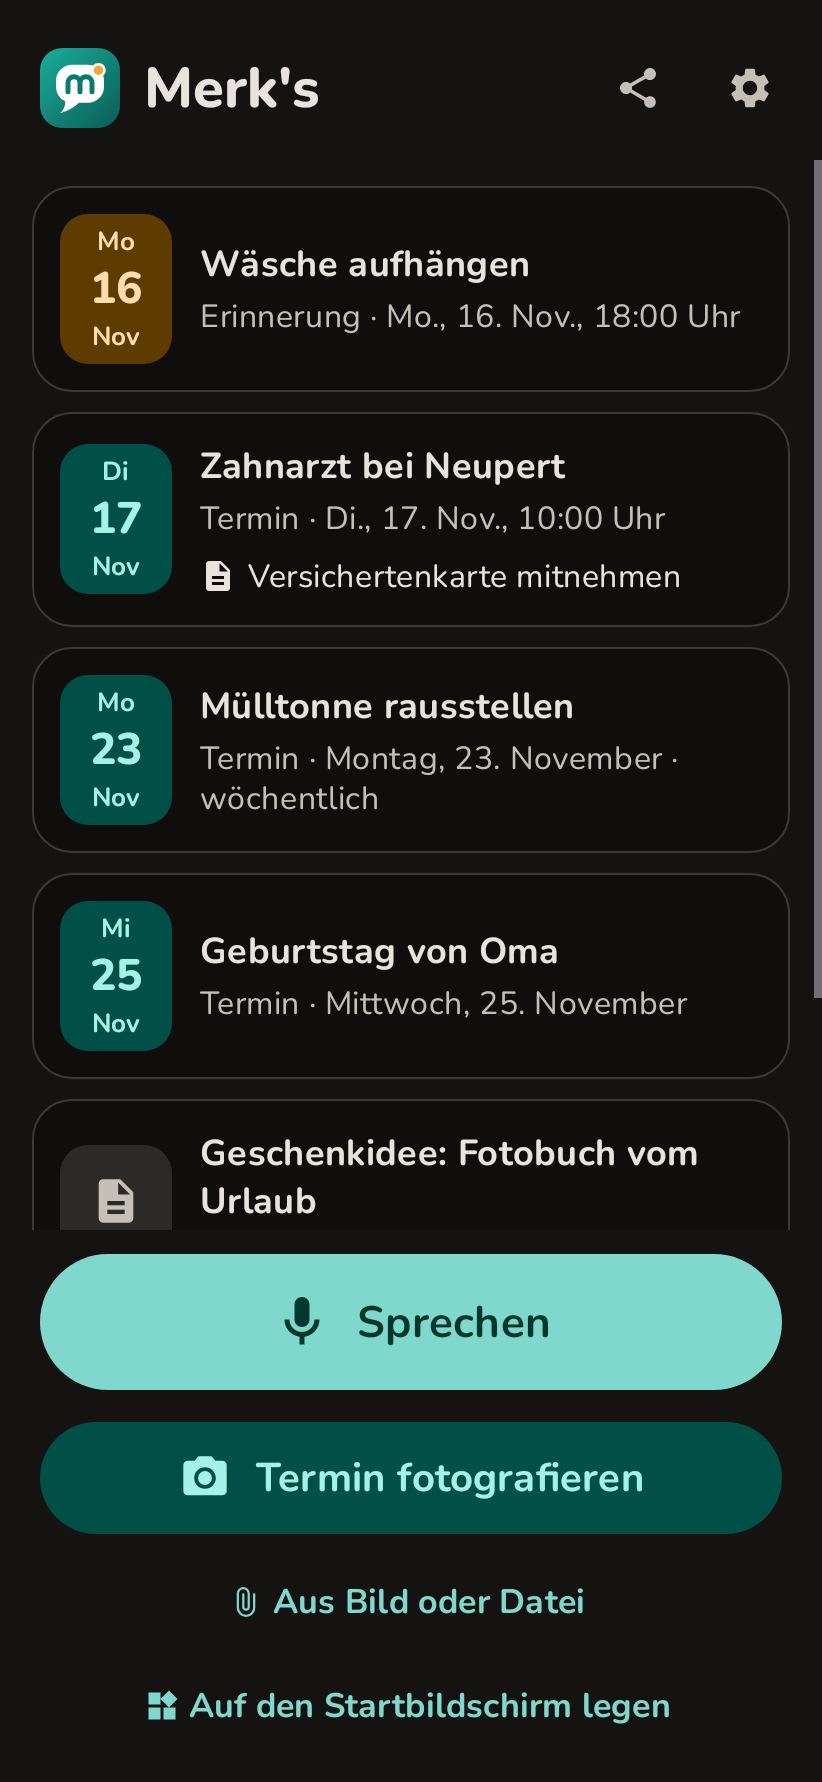 Merk's
Mo
16
Nov
Wäsche aufhängen
Erinnerung · Mo., 16. Nov., 18:00 Uhr
Di
17
Nov
Zahnarzt bei Neupert
Termin · Di., 17. Nov., 10:00 Uhr
Versichertenkarte mitnehmen
Mo
23
Nov
Mülltonne rausstellen
Termin · Montag, 23. November ·
wöchentlich
Mi
25
Nov
Geburtstag von Oma
Termin · Mittwoch, 25. November
Geschenkidee: Fotobuch vom
Urlaub
Sprechen
Termin fotografieren
Aus Bild oder Datei
Auf den Startbildschirm legen